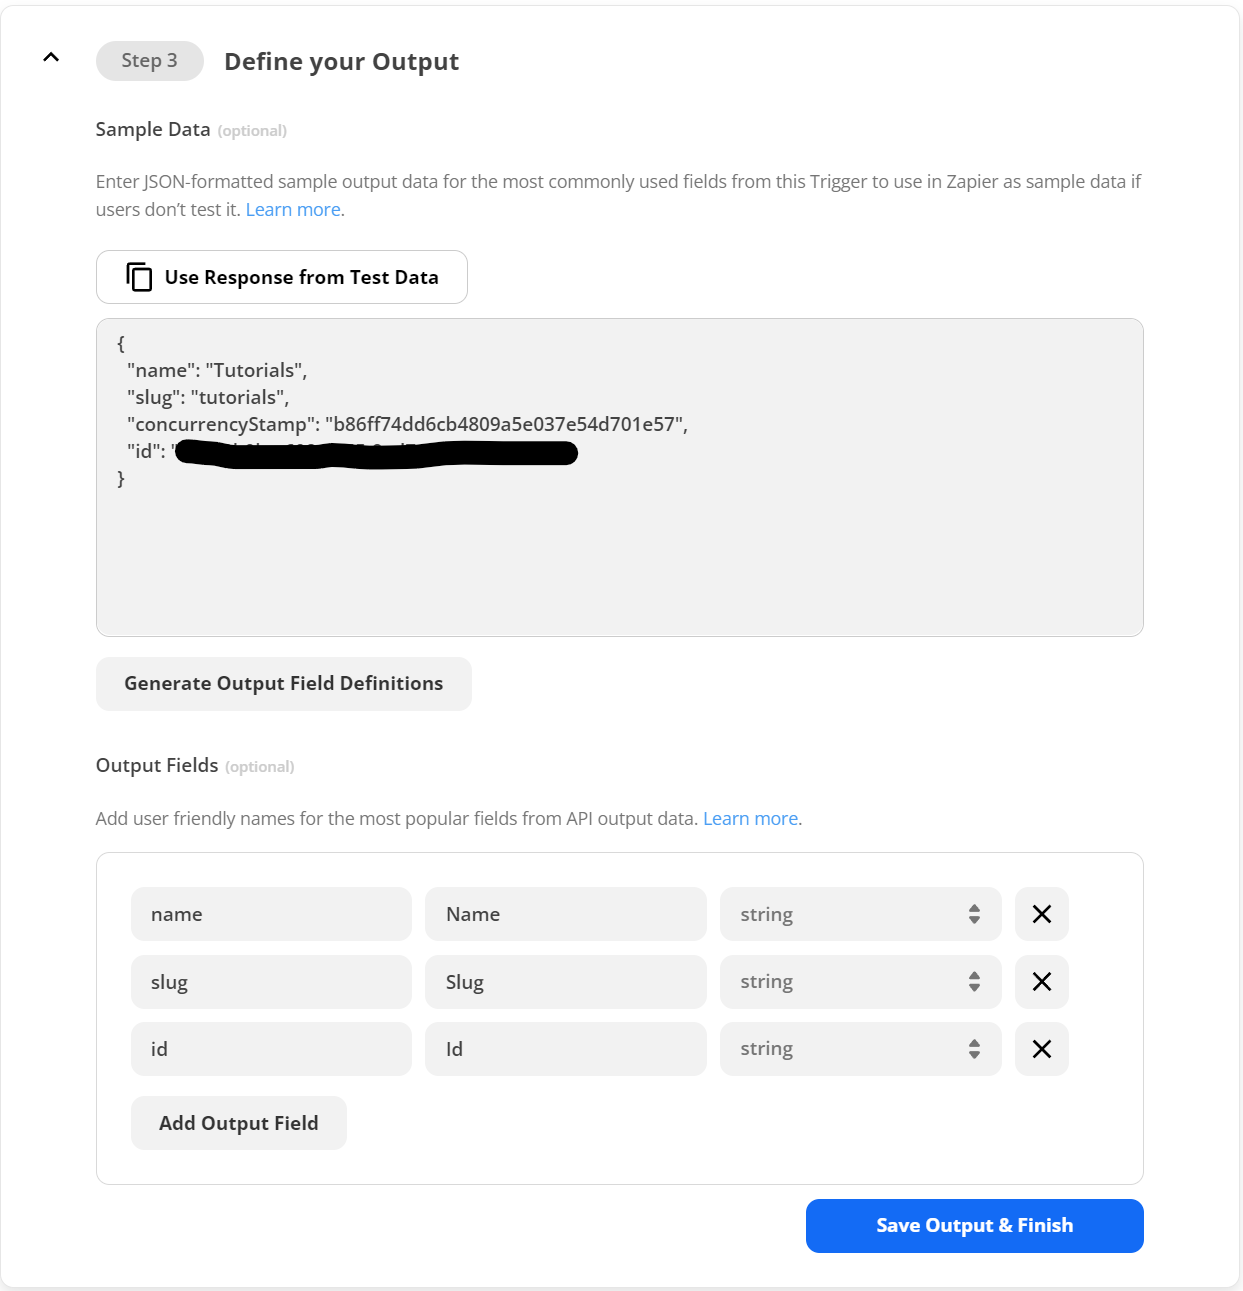 Step 3
Define your Output
Sample Data (optional)
Enter JSON-formatted sample output data for the most commonly used fields from this Trigger to use in Zapier as sample data if
users don’t test it. Learn more.
Use Response from Test Data
{
"name": "Tutorials",
"slug": "tutorials",
"concurrencyStamp": "b86ff74dd6cb4809a5e037e54d701e57",
"id": "
}
Generate Output Field Definitions
Output Fields (optional)
Add user friendly names for the most popular fields from API output data. Learn more.
name Name string
slug Slug string
id Id string
Add Output Field
Save Output & Finish